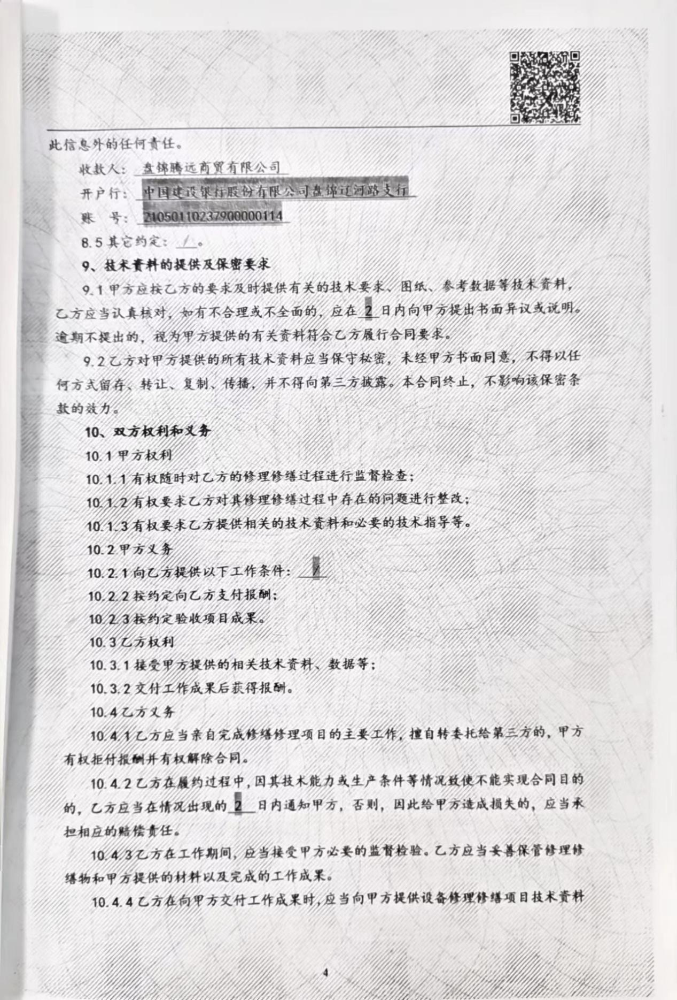 此信息外的任何责任。
收款人：盘锦腾远商贸有限公司
开户行：中国建设银行股份有限公司盘锦辽河路支行
账 号：21050110237900000114
8.5其它约定：/。
9、技术资料的提供及保密要求
9.1甲方应按乙方的要求及时提供有关的技术要求、图纸、参考数据等技术资料，
乙方应当认真核对，如有不合理或不全面的，应在2日内向甲方提出书面异议或说明。
逾期不提出的，视为甲方提供的有关资料符合乙方履行合同要求。
9.2乙方对甲方提供的所有技术资料应当保守秘密，未经甲方书面同意，不得以任
何方式留存、转让、复制、传播，并不得向第三方披露。本合同终止，不影响该保密条
款的效力。
10、双方权利和义务
10.1甲方权利
10.1.1有权随时对乙方的修理修缮过程进行监督检查；
10.1.2有权要求乙方对其修理修缮过程中存在的问题进行整改；
10.1.3有权要求乙方提供相关的技术资料和必要的技术指导等。
10.2甲方义务
10.2.1向乙方提供以下工作条件：/
10.2.2按约定向乙方支付报酬；
10.2.3按约定验收项目成果。
10.3乙方权利
10.3.1接受甲方提供的相关技术资料、数据等；
10.3.2交付工作成果后获得报酬。
10.4乙方义务
10.4.1乙方应当亲自完成修缮修理项目的主要工作，擅自转委托给第三方的，甲方
有权拒付报酬并有权解除合同。
10.4.2乙方在履约过程中，因其技术能力或生产条件等情况致使不能实现合同目的
的，乙方应当在情况出现的2日内通知甲方，否则，因此给甲方造成损失的，应当承
担相应的赔偿责任。
10.4.3乙方在工作期间，应当接受甲方必要的监督检验。乙方应当妥善保管修理修
缮物和甲方提供的材料以及完成的工作成果。
10.4.4乙方在向甲方交付工作成果时，应当向甲方提供设备修理修缮项目技术资料
4